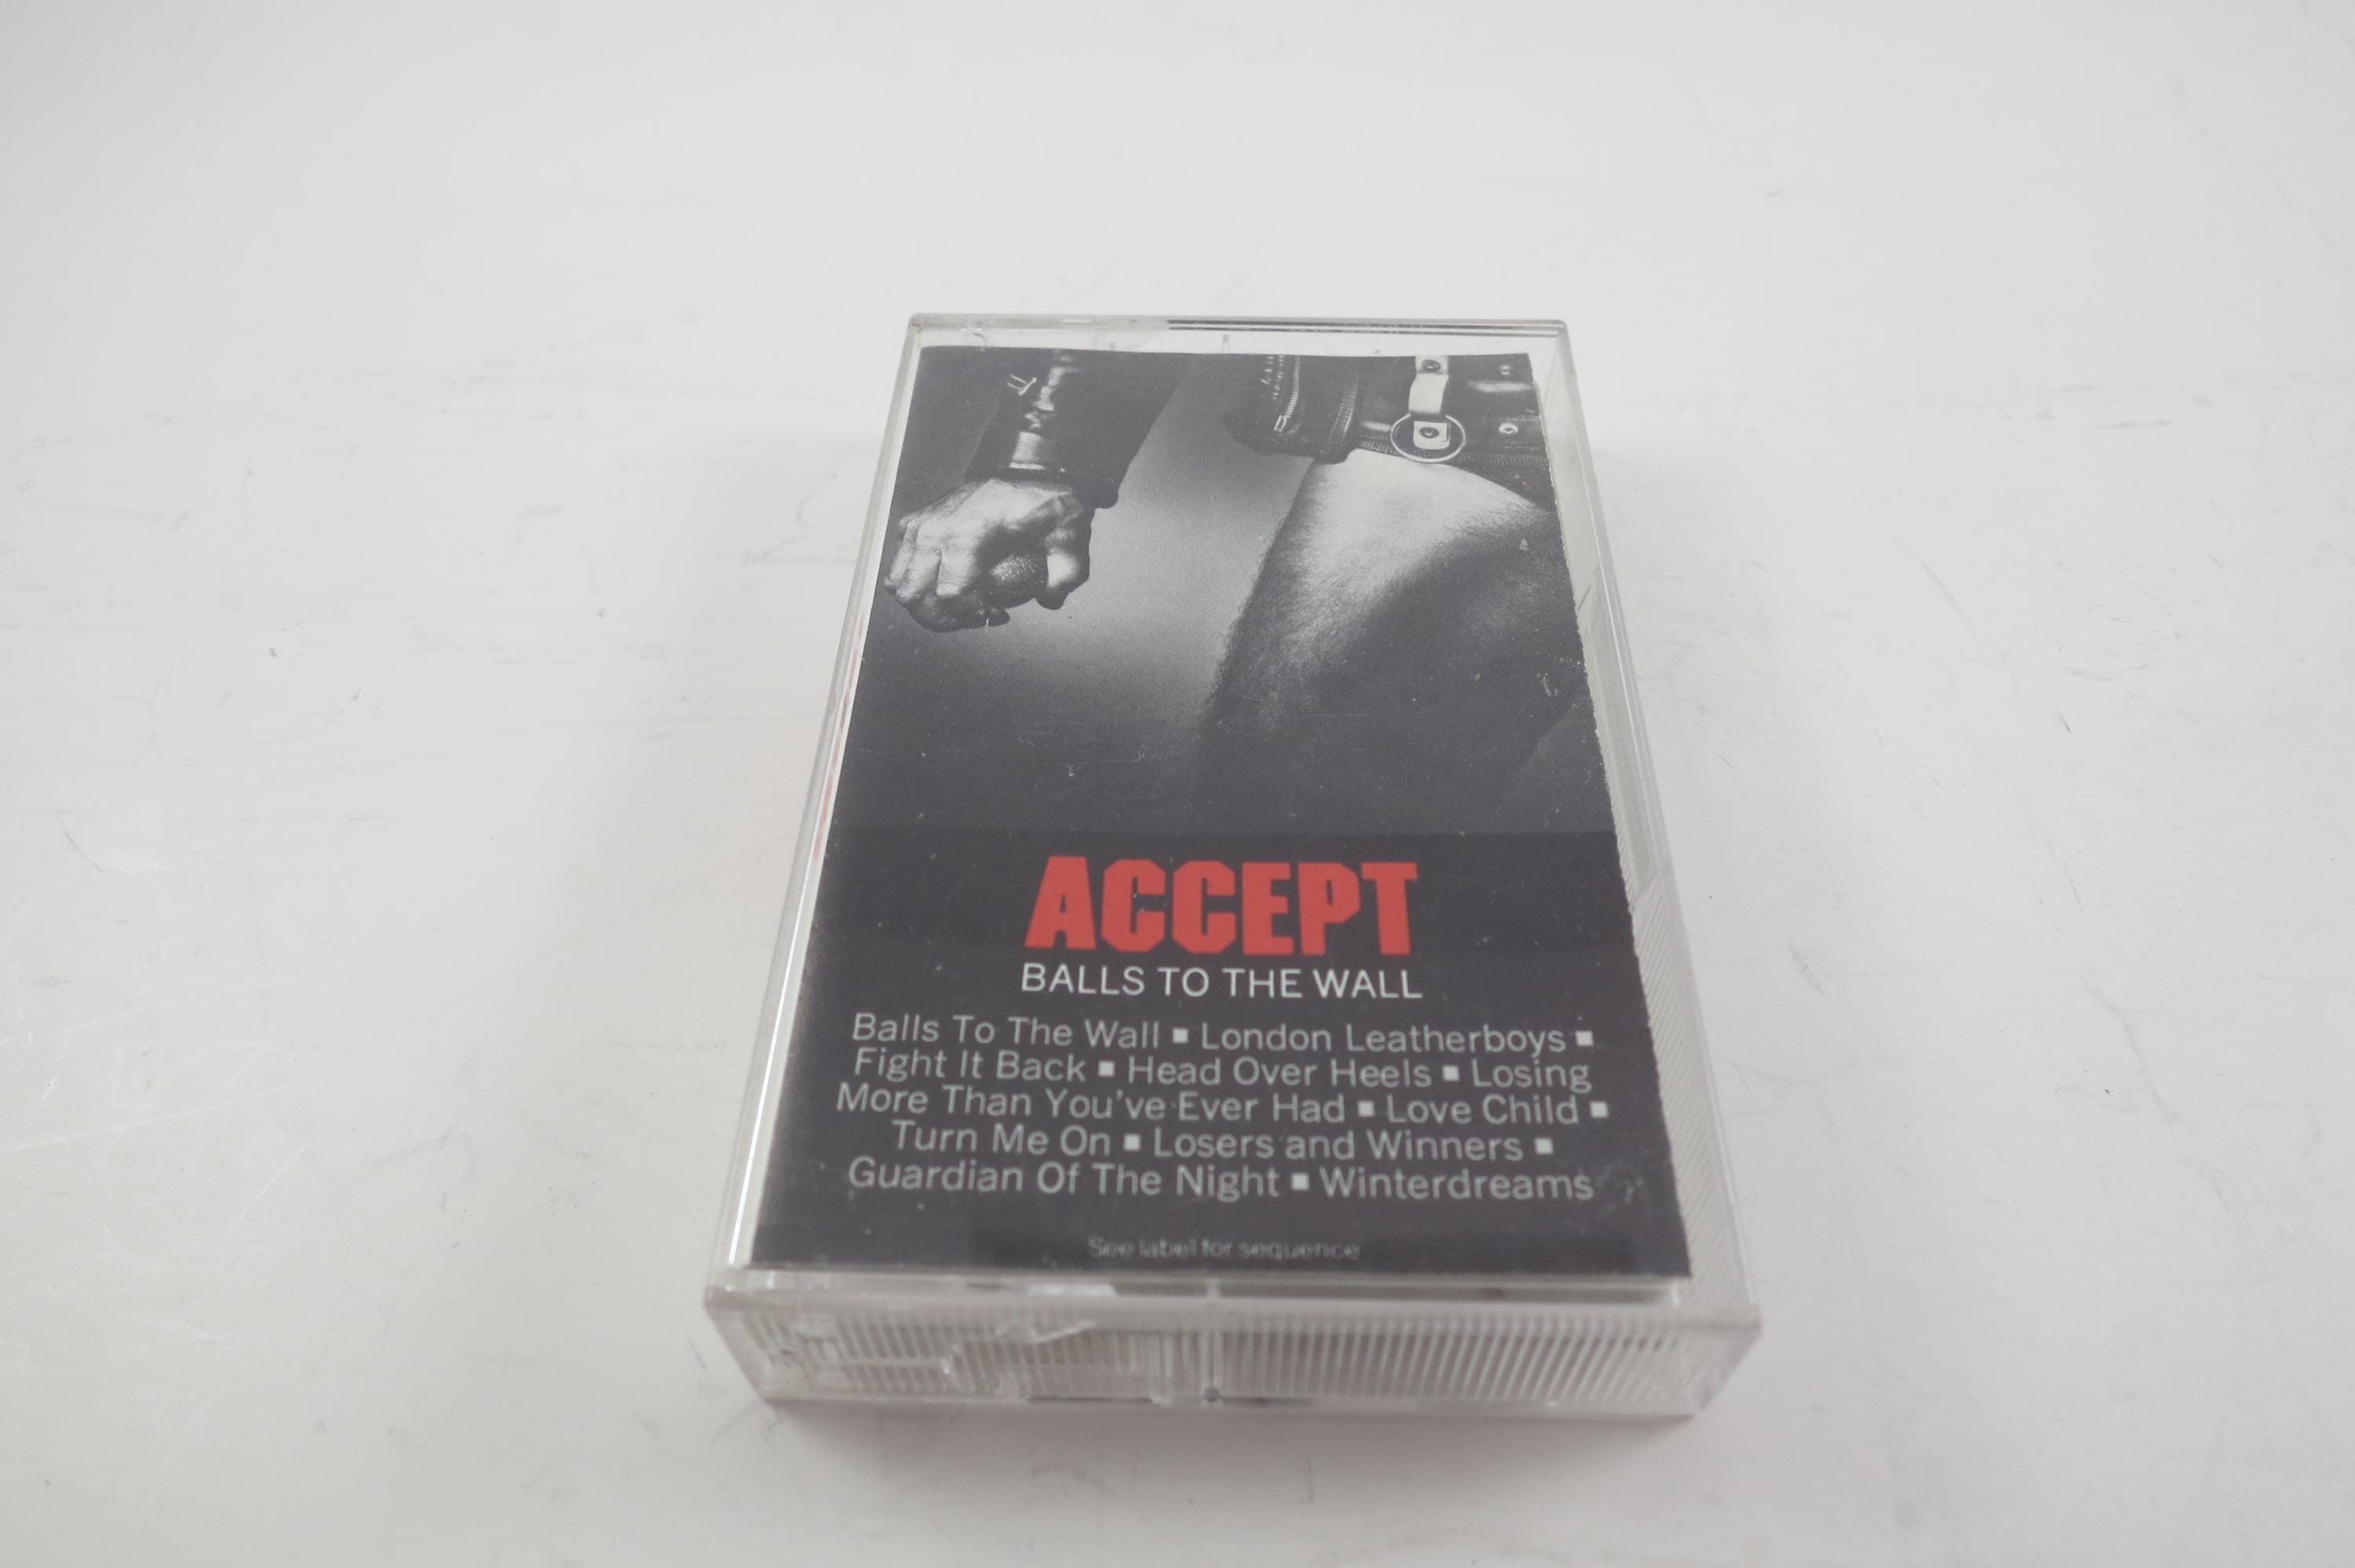 ACCEPT
BALLS TO THE WALL
Balls To The Wall ▪ London Leatherboys ▪
Fight It Back ▪ Head Over Heels ▪ Losing
More Than You've Ever Had ▪ Love Child ▪
Turn Me On ▪ Losers and Winners ▪
Guardian Of The Night ▪ Winterdreams
See label for sequence